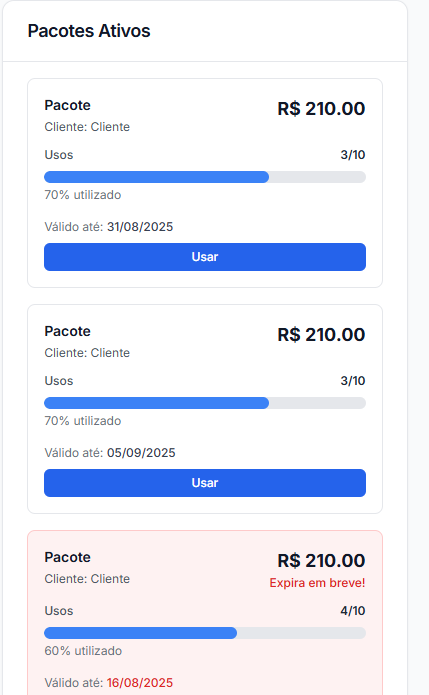 Pacotes Ativos
Pacote
R$ 210.00
Cliente: Cliente
Usos
3/10
70% utilizado
Válido até: 31/08/2025
Usar
Pacote
R$ 210.00
Cliente: Cliente
Usos
3/10
70% utilizado
Válido até: 05/09/2025
Usar
Pacote
R$ 210.00
Cliente: Cliente
Expira em breve!
Usos
4/10
60% utilizado
Válido até: 16/08/2025